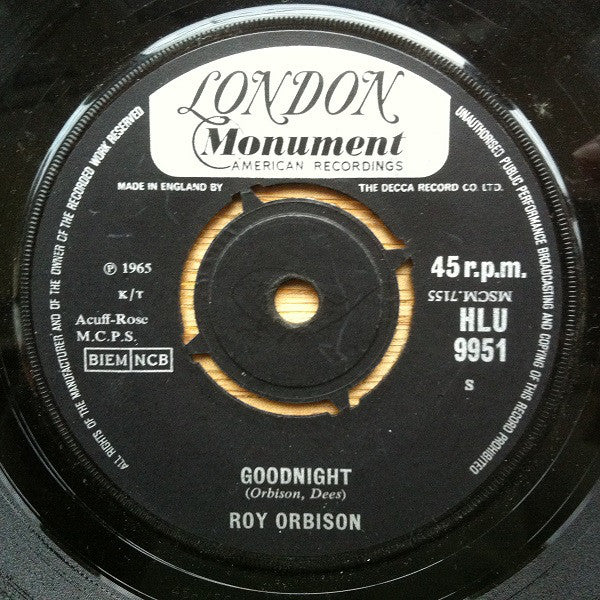 LONDON
Monument
AMERICAN RECORDINGS
MADE IN ENGLAND BY THE DECCA RECORD CO. LTD.
ALL RIGHTS OF THE MANUFACTURER AND OF THE OWNER OF THE RECORDED WORK RESERVED
UNAUTHORISED PUBLIC PERFORMANCE BROADCASTING AND COPYING OF THIS RECORD PROHIBITED
℗ 1965
K/T
Acuff-Rose
M.C.P.S.
BIEM NCB
45 r.p.m.
MSCM.7155
HLU
9951
S
GOODNIGHT
(Orbison, Dees)
ROY ORBISON